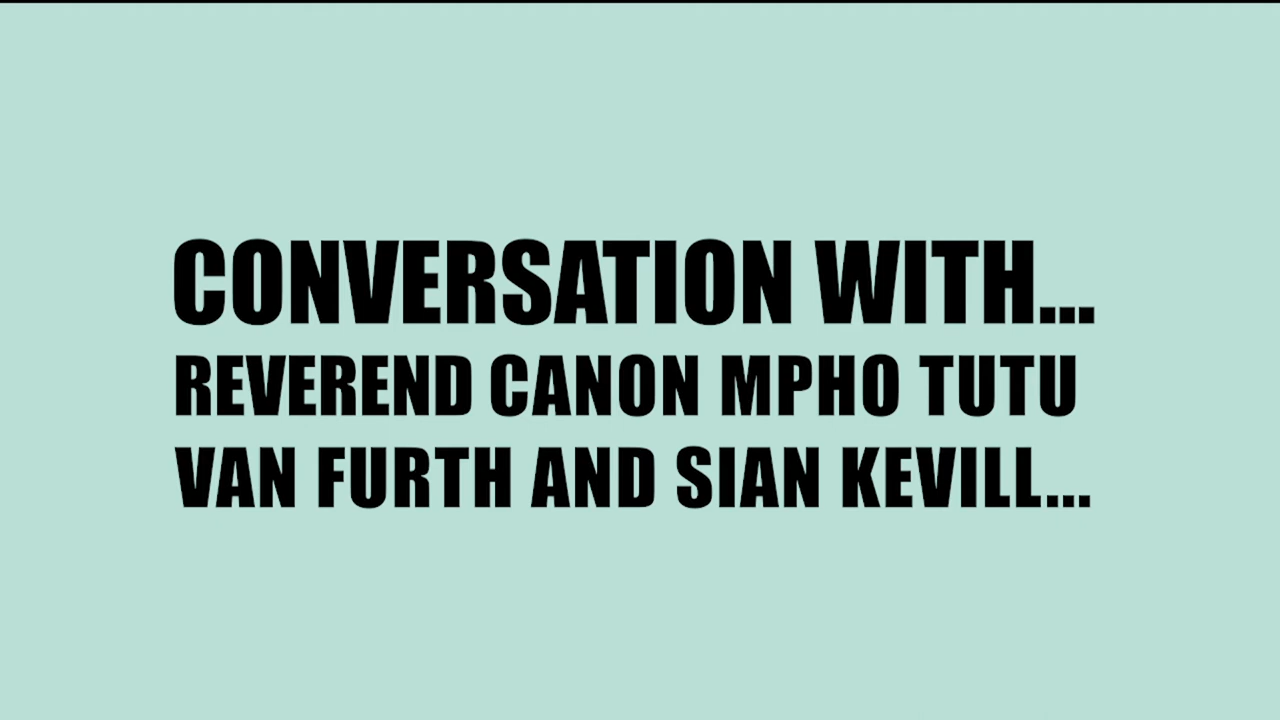 CONVERSATION WITH...
REVEREND CANON MPHO TUTU
VAN FURTH AND SIAN KEVILL...